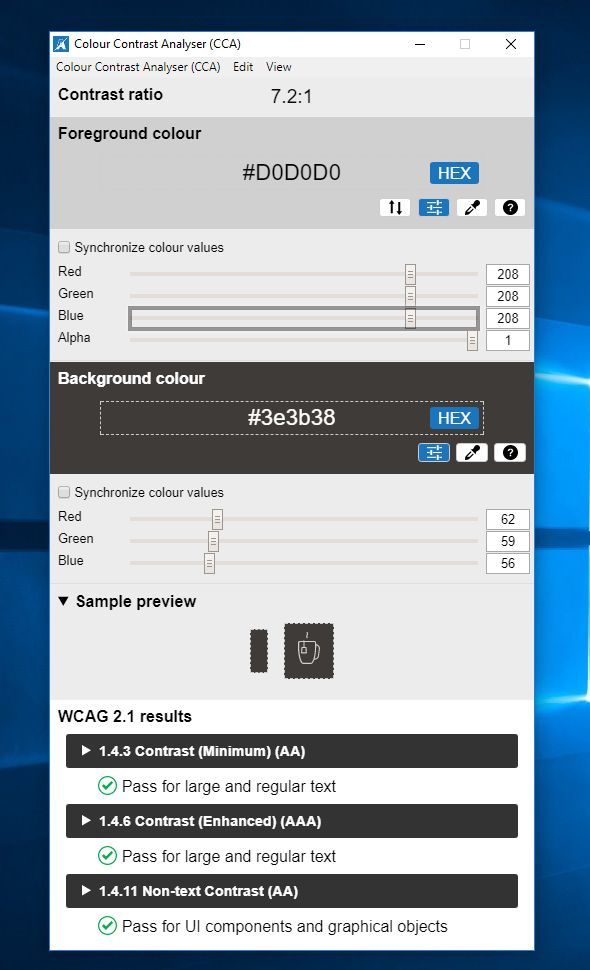 Colour Contrast Analyser (CCA)
Colour Contrast Analyser (CCA) Edit View
Contrast ratio 7.2:1
Foreground colour
#D0D0D0 HEX
?
Synchronize colour values
Red 208
Green 208
Blue 208
Alpha 1
Background colour
#3e3b38 HEX
?
Synchronize colour values
Red 62
Green 59
Blue 56
Sample preview
WCAG 2.1 results
1.4.3 Contrast (Minimum) (AA)
Pass for large and regular text
1.4.6 Contrast (Enhanced) (AAA)
Pass for large and regular text
1.4.11 Non-text Contrast (AA)
Pass for UI components and graphical objects